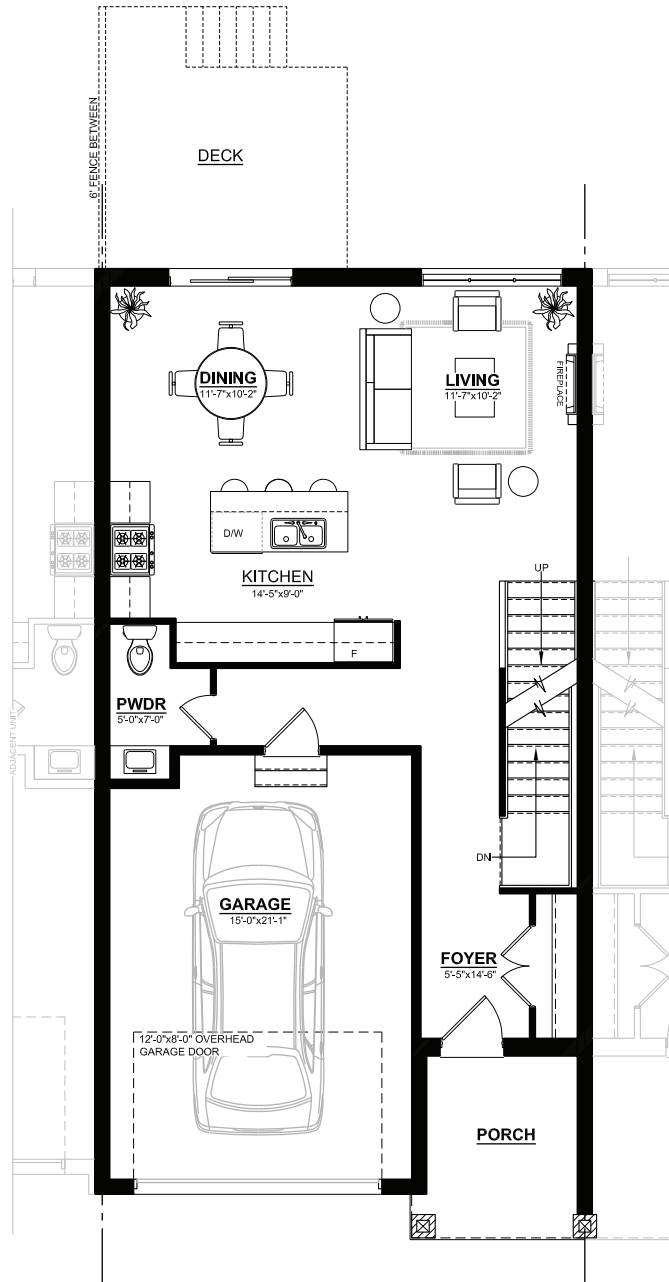 6' FENCE BETWEEN
DECK
DINING
11'-7"x10'-2"
LIVING
11'-7"x10'-2"
FIREPLACE
D/W
KITCHEN
14'-5"x9'-0"
UP
F
PWDR
5'-0"x7'-0"
ADJACENT UNIT
DN
GARAGE
15'-0"x21'-1"
FOYER
5'-5"x14'-6"
12'-0"x8'-0" OVERHEAD
GARAGE DOOR
PORCH